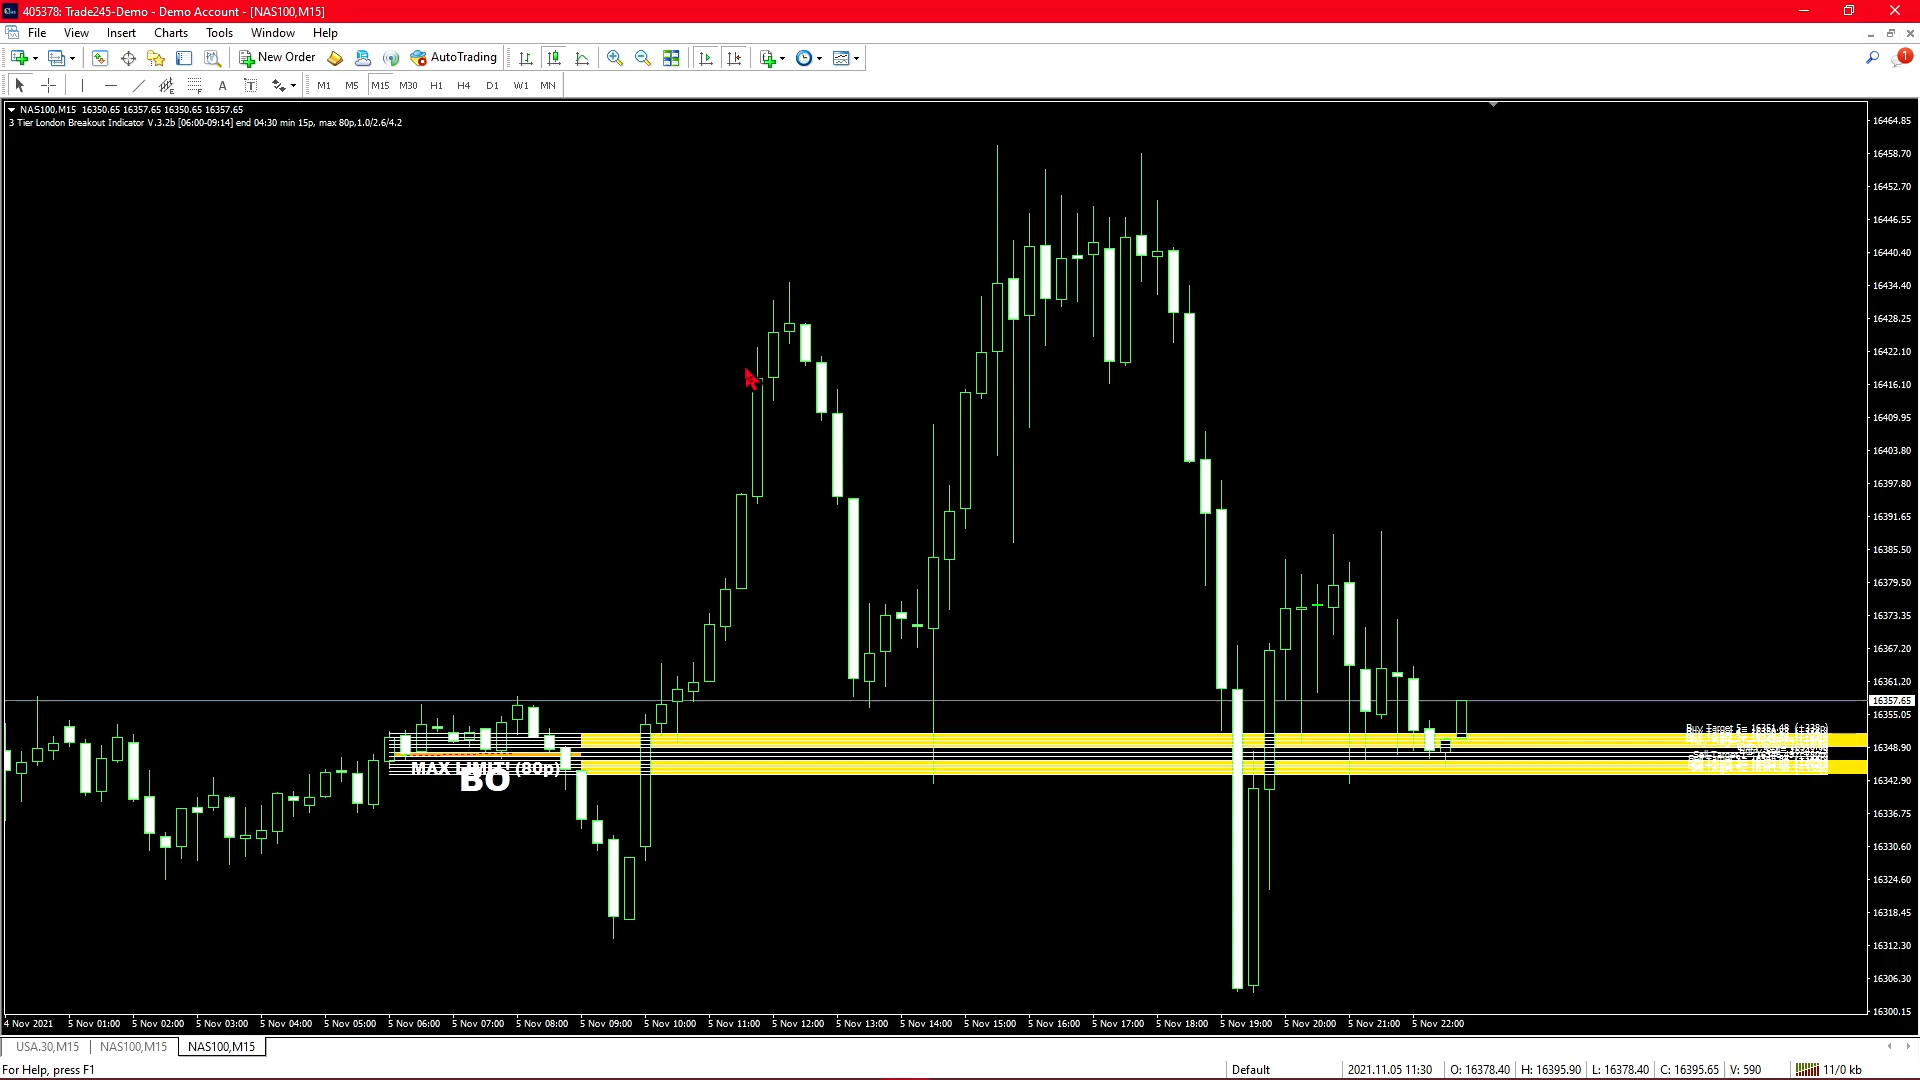 405378: Trade245-Demo - Demo Account - [NAS100,M15]
File View Insert Charts Tools Window Help
New Order AutoTrading 1
A T M1 M5 M15 M30 H1 H4 D1 W1 MN
NAS100,M15 16350.65 16357.65 16350.65 16357.65
3 Tier London Breakout Indicator V.3.2b [06:00-09:14] end 04:30 min 15p, max 80p,1.0/2.6/4.2
16464.85
16458.70
16452.70
16446.55
16440.40
16434.40
16428.25
16422.10
16416.10
16409.95
16403.80
16397.80
16391.65
16385.50
16379.50
16373.35
16367.20
16361.20
16357.65
16355.05
16348.90
16342.90
16336.75
16330.60
16324.60
16318.45
16312.30
16306.30
16300.15
MAX LIMIT! (80p)
BO
4 Nov 2021 5 Nov 01:00 5 Nov 02:00 5 Nov 03:00 5 Nov 04:00 5 Nov 05:00 5 Nov 06:00 5 Nov 07:00 5 Nov 08:00 5 Nov 09:00 5 Nov 10:00 5 Nov 11:00 5 Nov 12:00 5 Nov 13:00 5 Nov 14:00 5 Nov 15:00 5 Nov 16:00 5 Nov 17:00 5 Nov 18:00 5 Nov 19:00 5 Nov 20:00 5 Nov 21:00 5 Nov 22:00
USA.30,M15 NAS100,M15 NAS100,M15
For Help, press F1 Default 2021.11.05 11:30 O: 16378.40 H: 16395.90 L: 16378.40 C: 16395.65 V: 590 11/0 kb